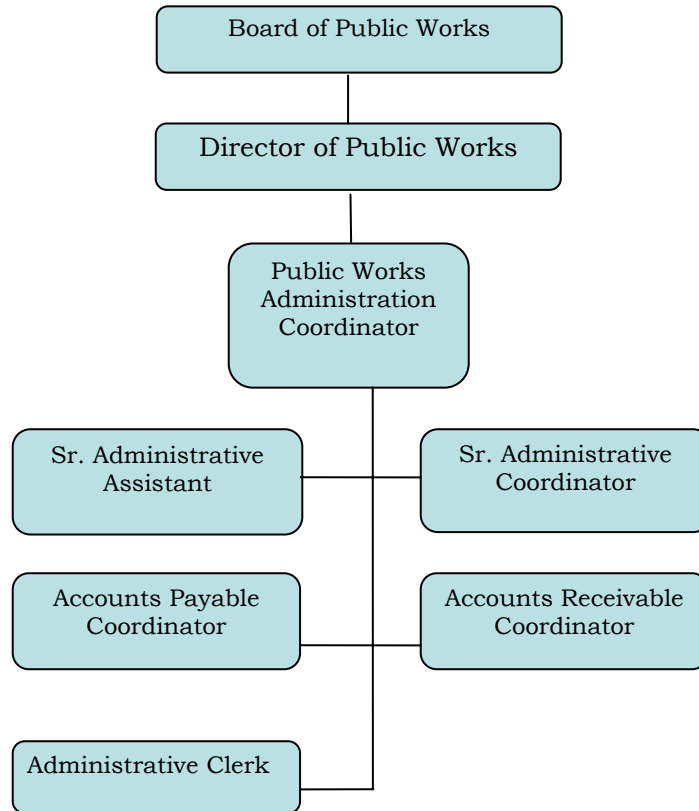 Board of Public Works
Director of Public Works
Public Works
Administration
Coordinator
Sr. Administrative
Assistant
Sr. Administrative
Coordinator
Accounts Payable
Coordinator
Accounts Receivable
Coordinator
Administrative Clerk